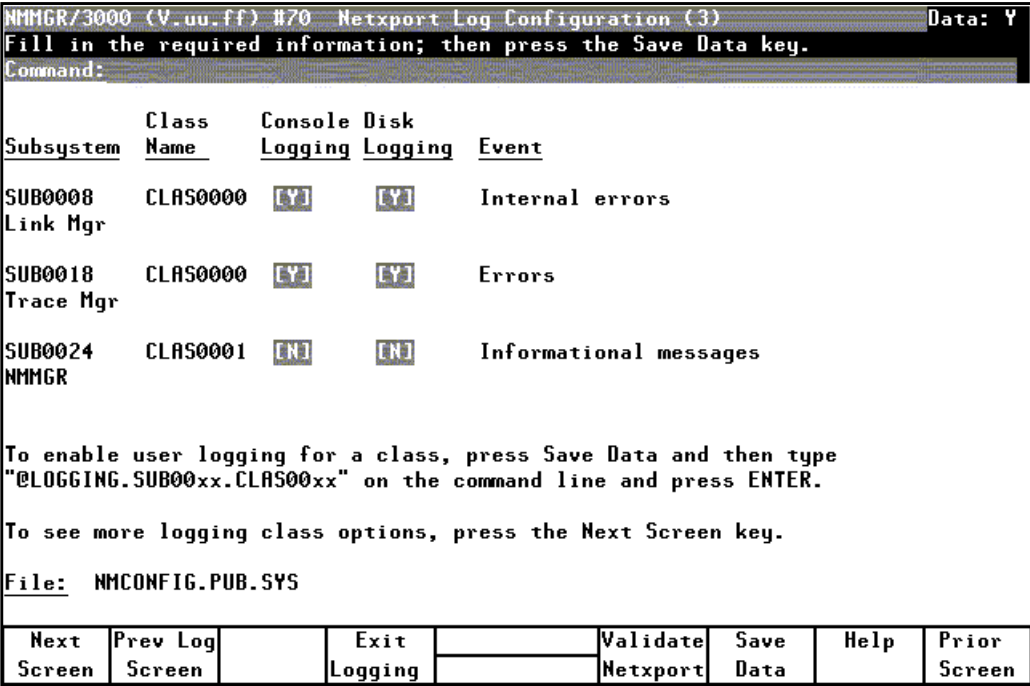 NMMGR/3000 (V.uu.ff) #70  Netxport Log Configuration (3)                Data: Y
Fill in the required information; then press the Save Data key.
Command:
Class    Console Disk
Subsystem  Name     Logging Logging  Event
SUB0008    CLAS0000  [Y]     [Y]     Internal errors
Link Mgr
SUB0018    CLAS0000  [Y]     [Y]     Errors
Trace Mgr
SUB0024    CLAS0001  [N]     [N]     Informational messages
NMMGR
To enable user logging for a class, press Save Data and then type
"@LOGGING.SUB00xx.CLAS00xx" on the command line and press ENTER.
To see more logging class options, press the Next Screen key.
File:  NMCONFIG.PUB.SYS
Next Prev Log Exit Validate Save Help Prior
Screen Screen Logging Netxport Data Screen